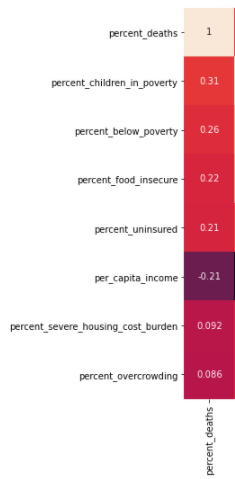 percent_deaths
1
percent_children_in_poverty
0.31
percent_below_poverty
0.26
percent_food_insecure
0.22
percent_uninsured
0.21
per_capita_income
-0.21
percent_severe_housing_cost_burden
0.092
percent_overcrowding
0.086
percent_deaths